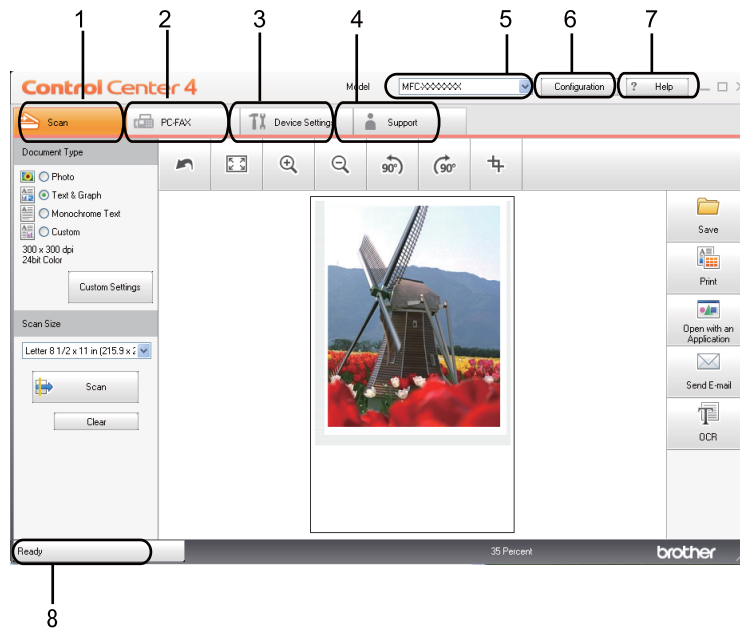 1 2 3 4 5 6 7
Control Center 4
Model MFC-XXXXXXX Configuration ? Help
Scan PC-FAX Device Settings Support
Document Type
Photo
Text & Graph
Monochrome Text
Custom
300 x 300 dpi
24bit Color
Custom Settings
Scan Size
Letter 8 1/2 x 11 in (215.9 x 2
Scan
Clear
90° 90°
Save
Print
Open with an
Application
Send E-mail
OCR
Ready 35 Percent brother
8